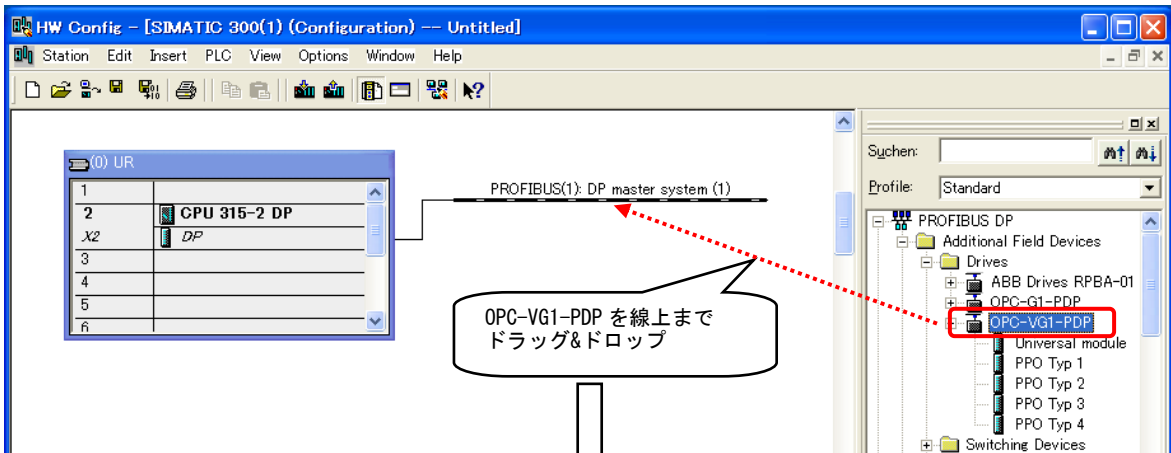 HW Config - [SIMATIC 300(1) (Configuration) -- Untitled]
Station Edit Insert PLC View Options Window Help
(0) UR
1
2 CPU 315-2 DP
X2 DP
3
4
5
6
PROFIBUS(1): DP master system (1)
OPC-VG1-PDP を線上まで
ドラッグ&ドロップ
Suchen:
Profile: Standard
PROFIBUS DP
Additional Field Devices
Drives
ABB Drives RPBA-01
OPC-G1-PDP
OPC-VG1-PDP
Universal module
PPO Typ 1
PPO Typ 2
PPO Typ 3
PPO Typ 4
Switching Devices